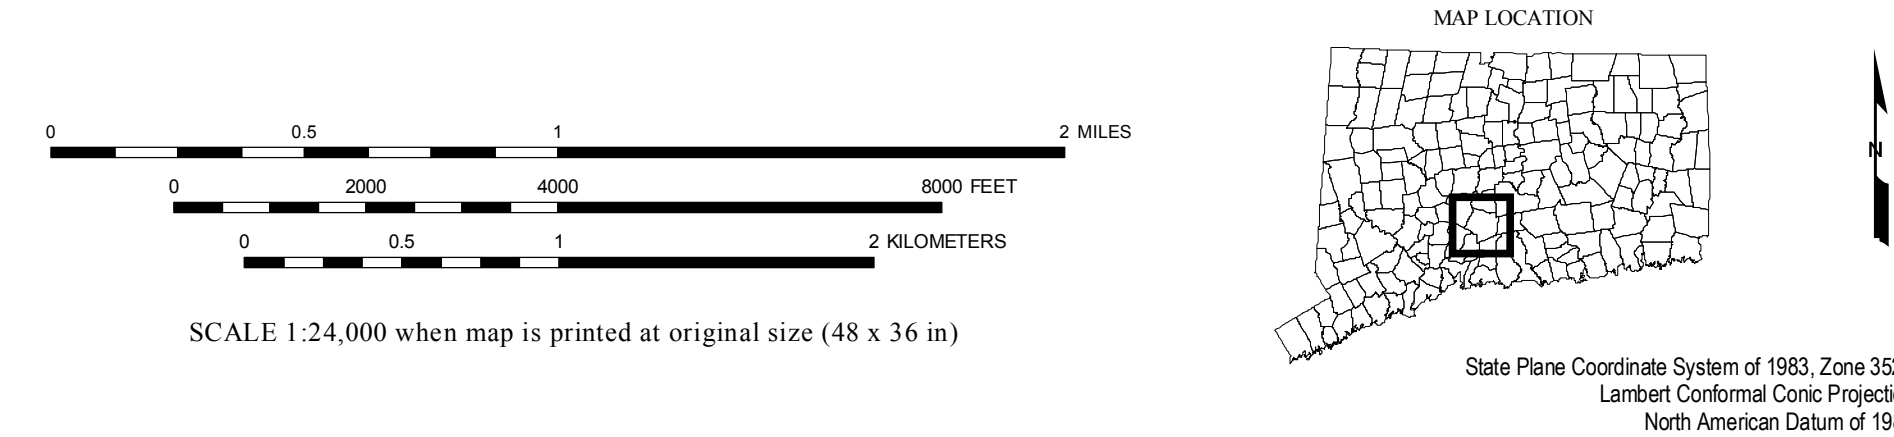 MAP LOCATION
0 0.5 1 2 MILES
0 2000 4000 8000 FEET
0 0.5 1 2 KILOMETERS
SCALE 1:24,000 when map is printed at original size (48 x 36 in)
N
State Plane Coordinate System of 1983, Zone
Lambert Conformal Conic
North American Datum of